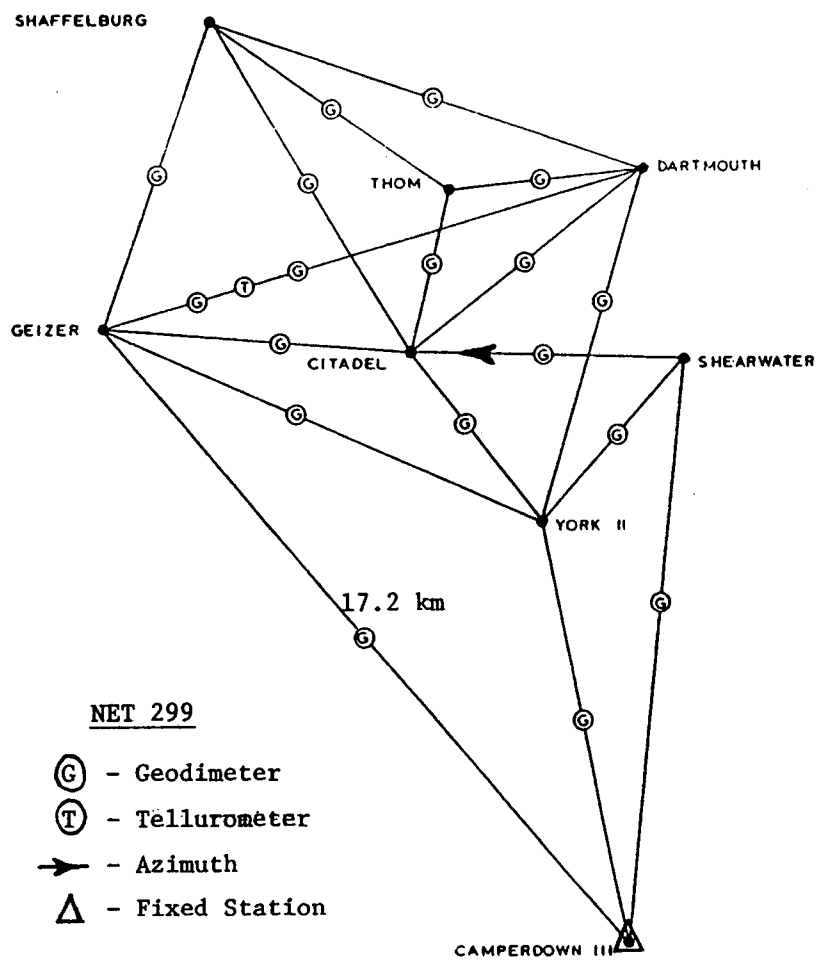 SHAFFELBURG
G
G
G
G
THOM
G
DARTMOUTH
G
G
G
T
G
G
GEIZER
G
CITADEL
G
SHEARWATER
G
G
G
YORK II
17.2 km
G
G
G
NET 299
G - Geodimeter
T - Tellurometer
- Azimuth
- Fixed Station
CAMPERDOWN III